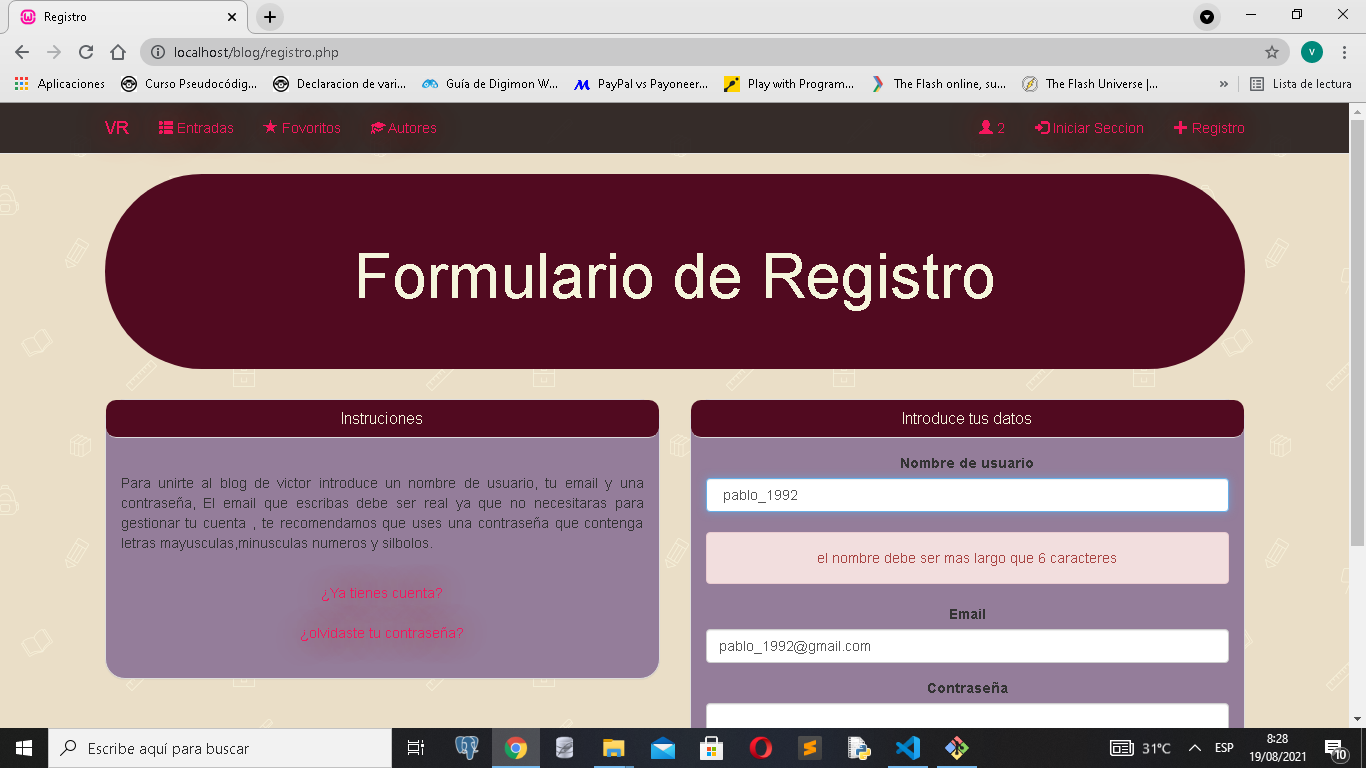 Registro
localhost/blog/registro.php
V
Aplicaciones
Curso Pseudocódig...
Declaracion de vari...
Guía de Digimon W...
PayPal vs Payoneer...
Play with Program...
The Flash online, su...
The Flash Universe |...
»
Lista de lectura
VR
Entradas
Fovoritos
Autores
2
Iniciar Seccion
Registro
Formulario de Registro
Instruciones
Para unirte al blog de victor introduce un nombre de usuario, tu email y una
contraseña, El email que escribas debe ser real ya que no necesitaras para
gestionar tu cuenta , te recomendamos que uses una contraseña que contenga
letras mayusculas,minusculas numeros y silbolos.
¿Ya tienes cuenta?
¿olvidaste tu contraseña?
Introduce tus datos
Nombre de usuario
pablo_1992
el nombre debe ser mas largo que 6 caracteres
Email
pablo_1992@gmail.com
Contraseña
Escribe aquí para buscar
31°C
ESP
8:28
19/08/2021
10